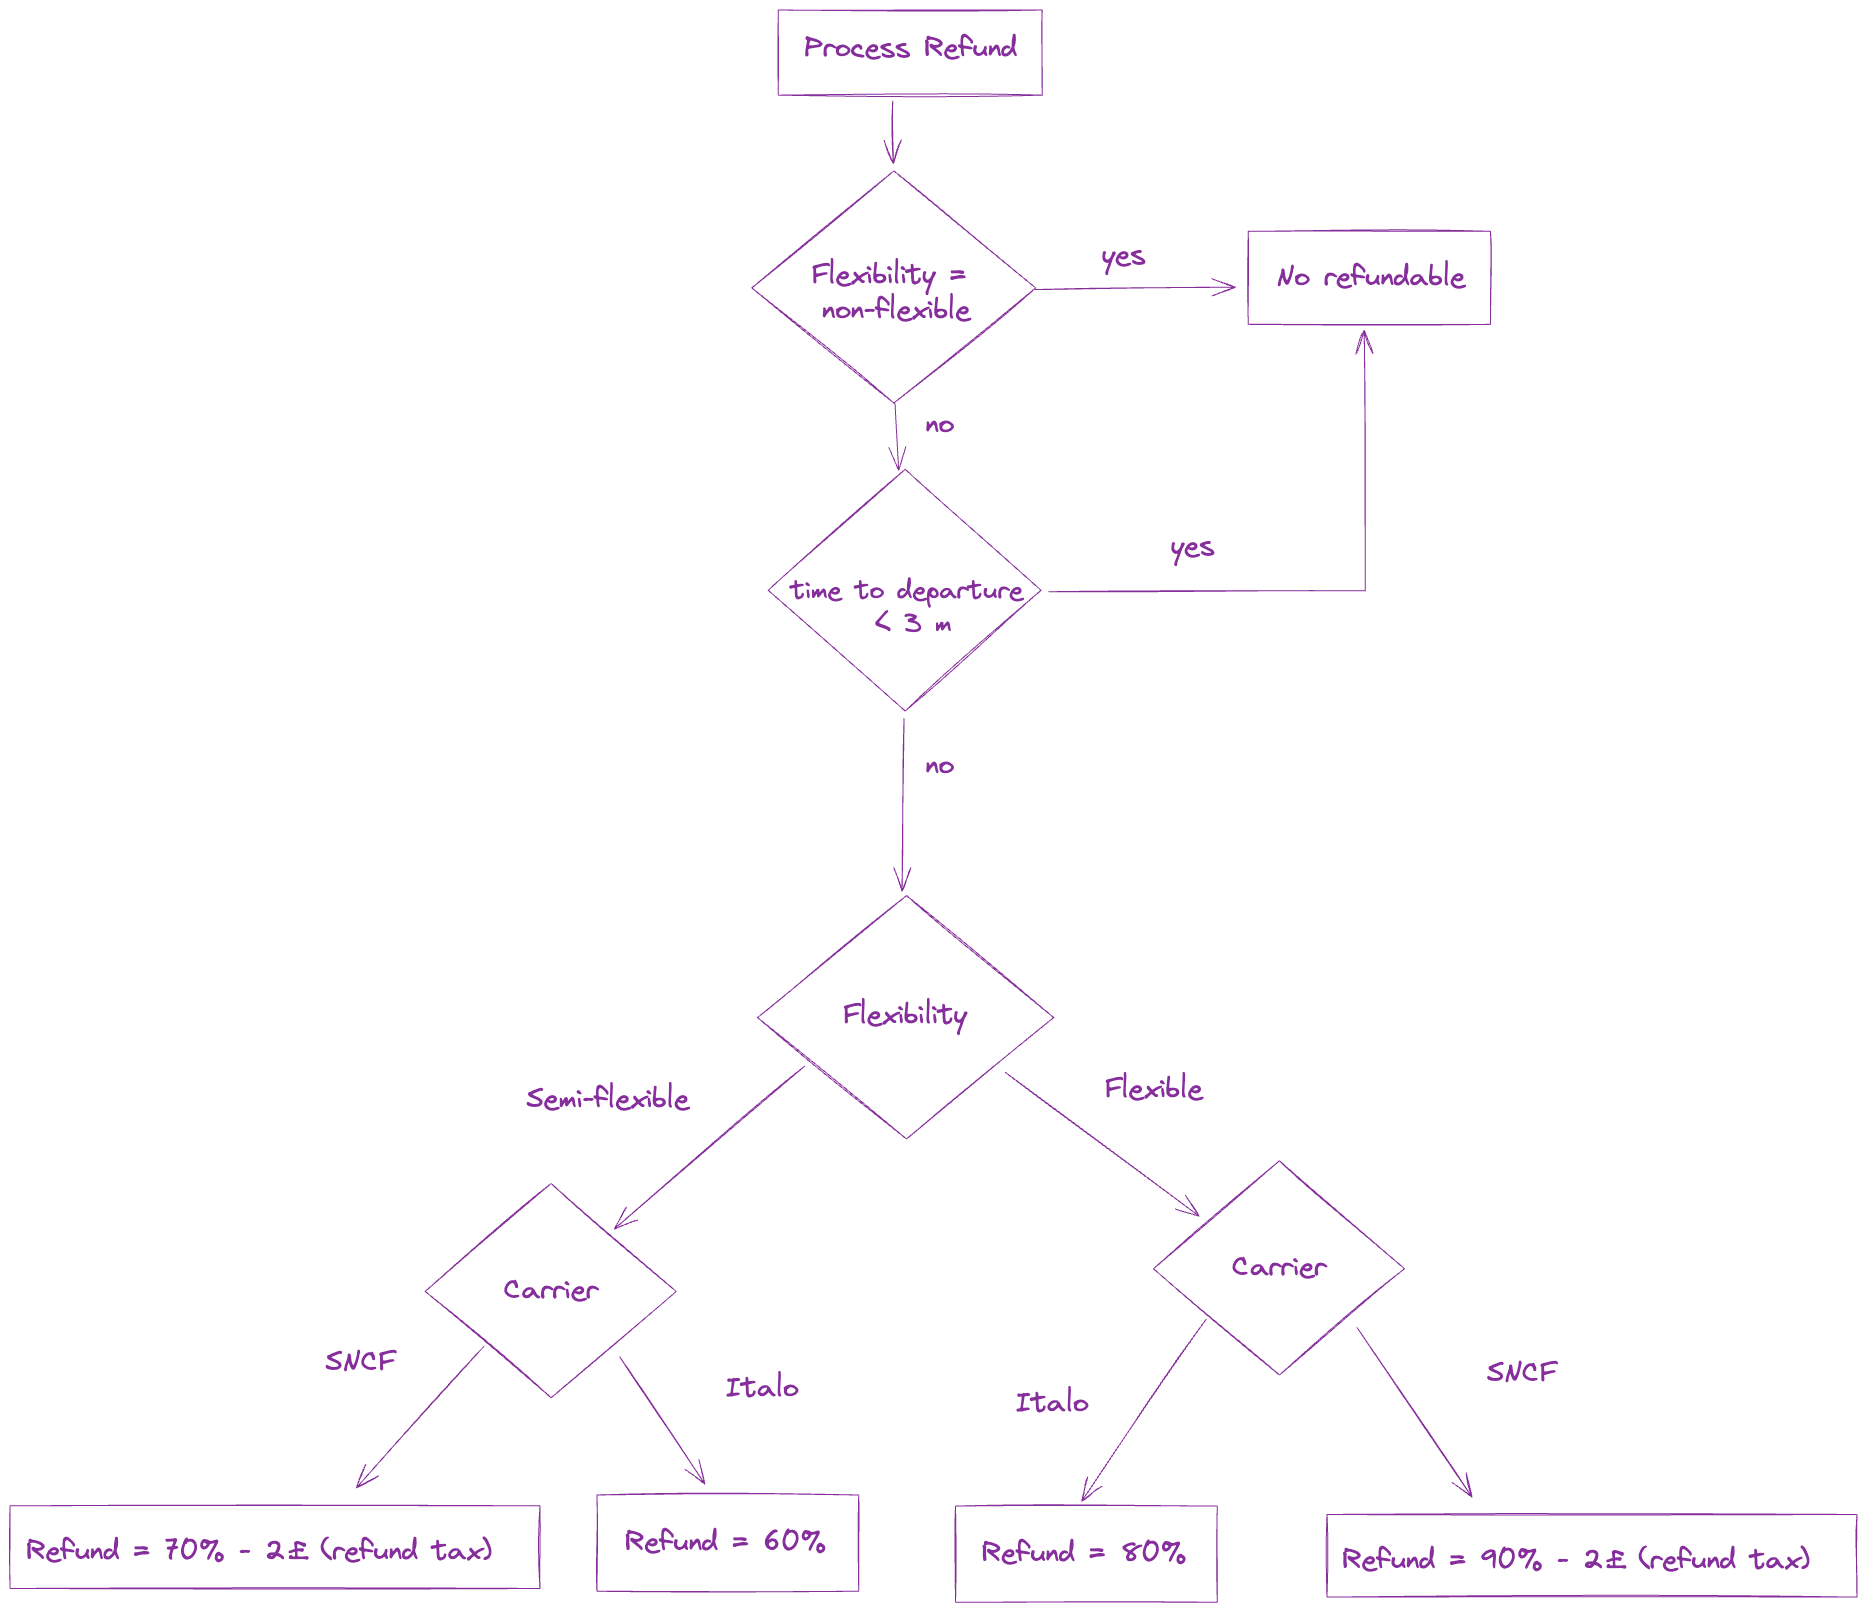 Process Refund
Flexibility =
non-flexible
yes
No refundable
no
time to departure
< 3 m
yes
no
Flexibility
Semi-flexible
Flexible
Carrier
Carrier
SNCF
Italo
Italo
SNCF
Refund = 70% - 2£ (refund tax)
Refund = 60%
Refund = 80%
Refund = 90% - 2£ (refund tax)